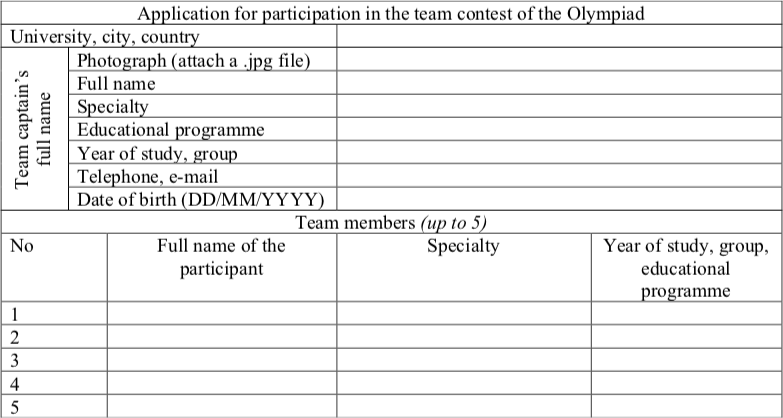 Application for participation in the team contest of the Olympiad
University, city, country
Team captain's
full name
Photograph (attach a .jpg file)
Full name
Specialty
Educational programme
Year of study, group
Telephone, e-mail
Date of birth (DD/MM/YYYY)
Team members (up to 5)
No
Full name of the
participant
Specialty
Year of study, group,
educational
programme
1
2
3
4
5